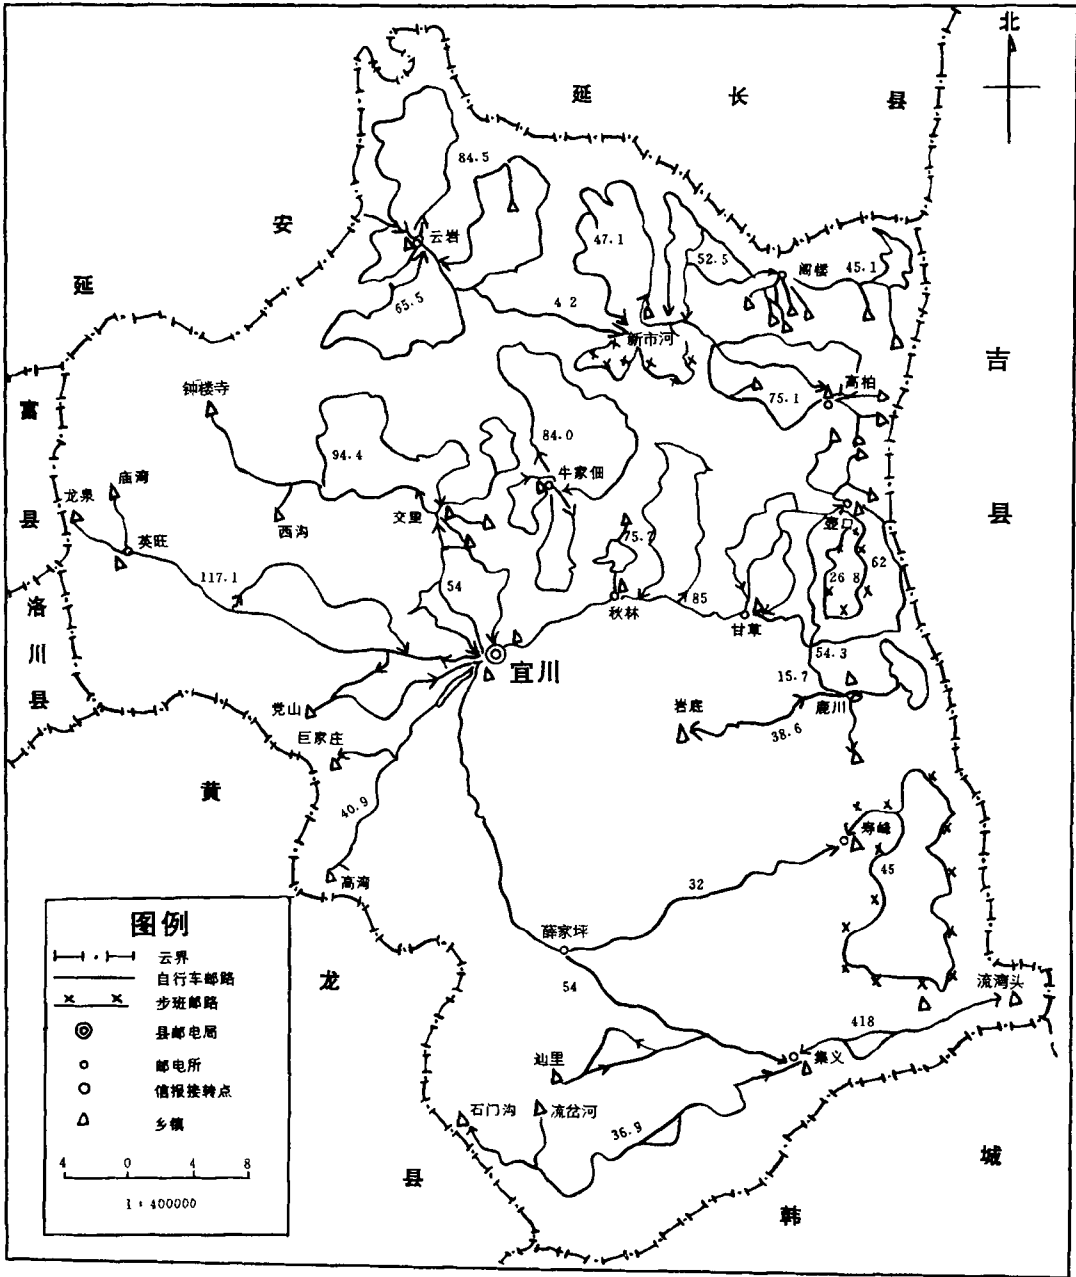 北
延 长 县
84.5
安
云岩
47.1
52.5
阁楼
45.1
延
65.5
4 2
新市河
吉
钟楼寺
高柏
富
75.1
94.4
84.0
牛家佃
庙湾
龙泉
县
西沟
交里
75.7
壶口
县
英旺
117.1
54
26 8
62
洛
秋林
85
甘草
川
宜川
54.3
县
15.7
党山
岩底
鹿川
38.6
巨家庄
黄
40.9
寿峰
45
高湾
32
图例
云界
自行车邮路
步班邮路
县邮电局
邮电所
信报接转点
乡镇
4 0 4 8
1:400000
薛家坪
龙
54
流湾头
418
集义
汕里
石门沟
流岔河
36.9
县
城
韩